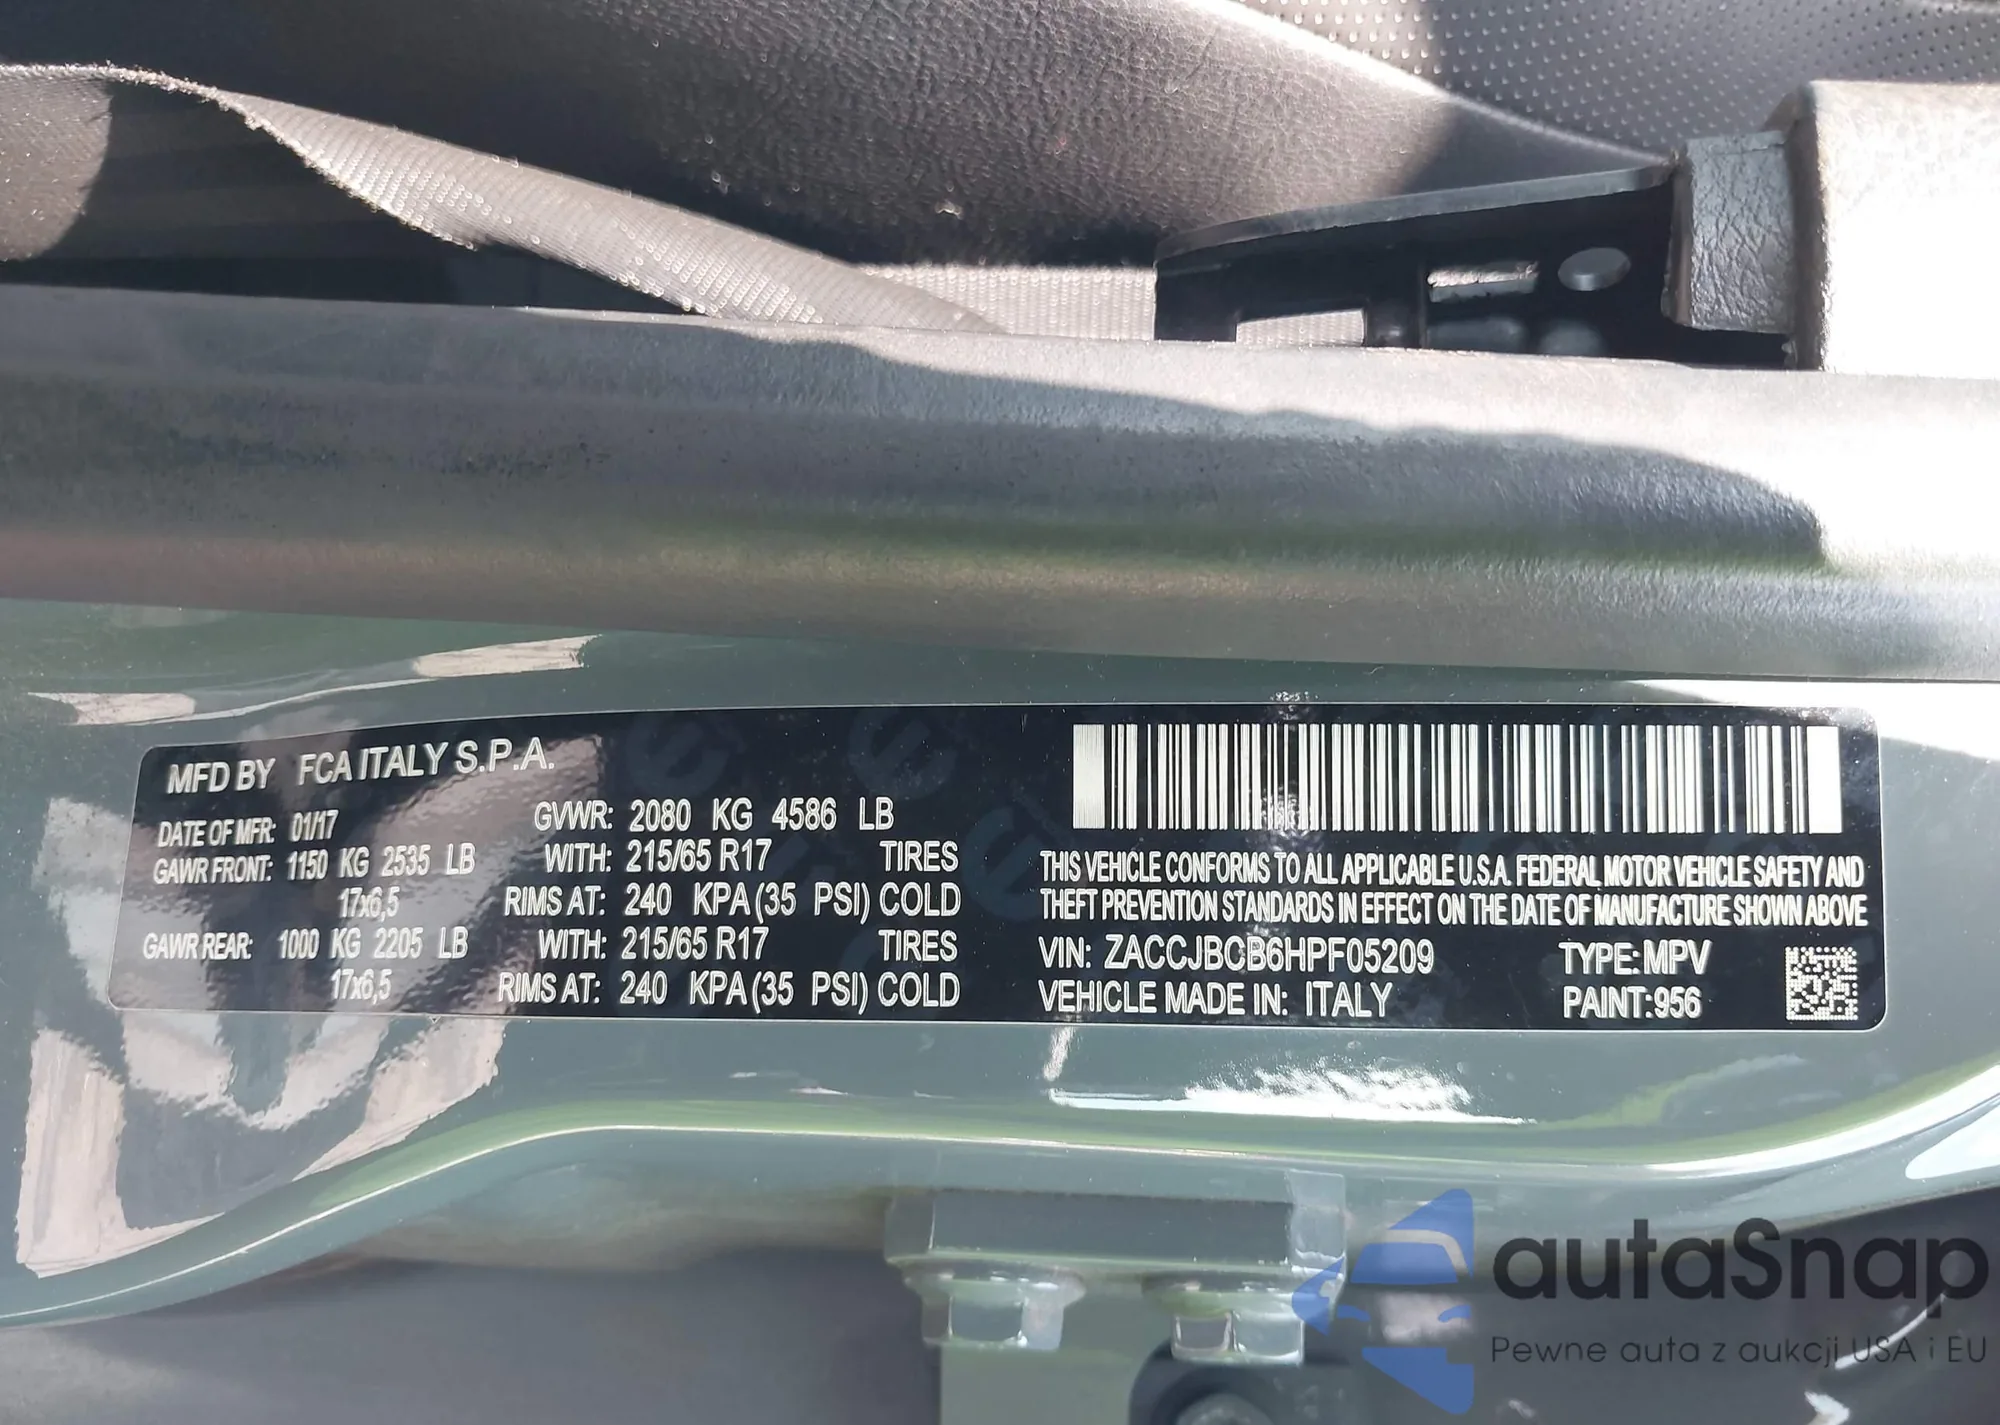 MFD BY FCA ITALY S.P.A.
DATE OF MFR: 01/17 GVWR: 2080 KG 4586 LB
GAWR FRONT: 1150 KG 2535 LB WITH: 215/65 R17 TIRES
17x6,5 RIMS AT: 240 KPA (35 PSI) COLD
GAWR REAR: 1000 KG 2205 LB WITH: 215/65 R17 TIRES
17x6,5 RIMS AT: 240 KPA (35 PSI) COLD
THIS VEHICLE CONFORMS TO ALL APPLICABLE U.S.A. FEDERAL MOTOR VEHICLE SAFETY AND
THEFT PREVENTION STANDARDS IN EFFECT ON THE DATE OF MANUFACTURE SHOWN ABOVE
VIN: ZACCJBCB6HPF05209 TYPE: MPV
VEHICLE MADE IN: ITALY PAINT: 956
autaSnap
Pewne auta z aukcji USA i EU